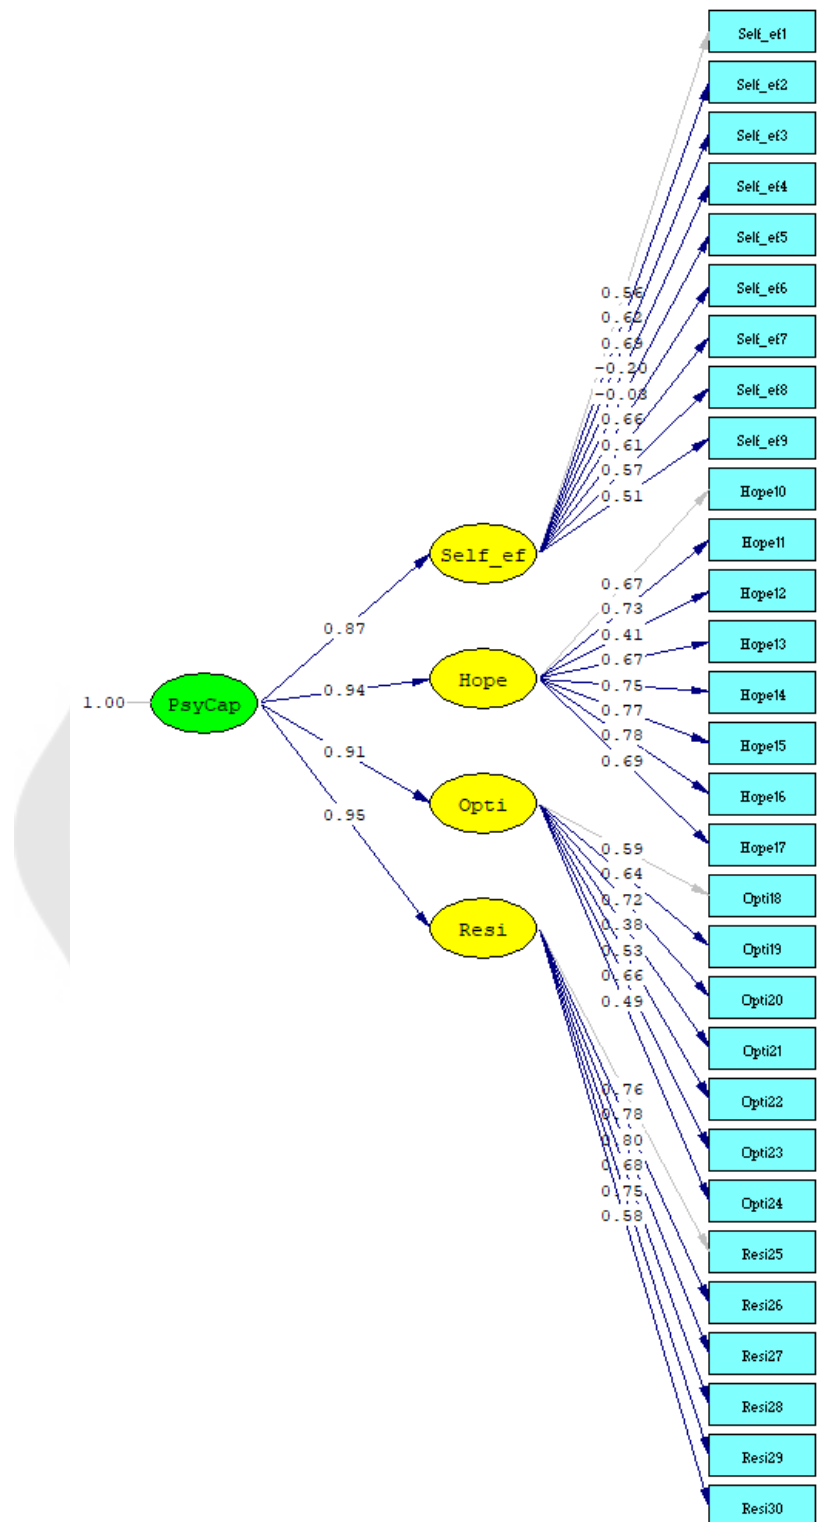 Self_ef1
Self_ef2
Self_ef3
Self_ef4
Self_ef5
Self_ef6
Self_ef7
Self_ef8
Self_ef9
Hope10
Hope11
Hope12
Hope13
Hope14
Hope15
Hope16
Hope17
Opti18
Opti19
Opti20
Opti21
Opti22
Opti23
Opti24
Resi25
Resi26
Resi27
Resi28
Resi29
Resi30
0.56
0.62
0.69
-0.20
-0.03
0.66
0.61
0.57
0.51
0.67
0.73
0.41
0.67
0.75
0.77
0.78
0.69
0.59
0.64
0.72
0.38
0.53
0.66
0.49
0.76
0.78
0.80
0.68
0.75
0.58
Self_ef
Hope
Opti
Resi
0.87
0.94
0.91
0.95
1.00
PsyCap